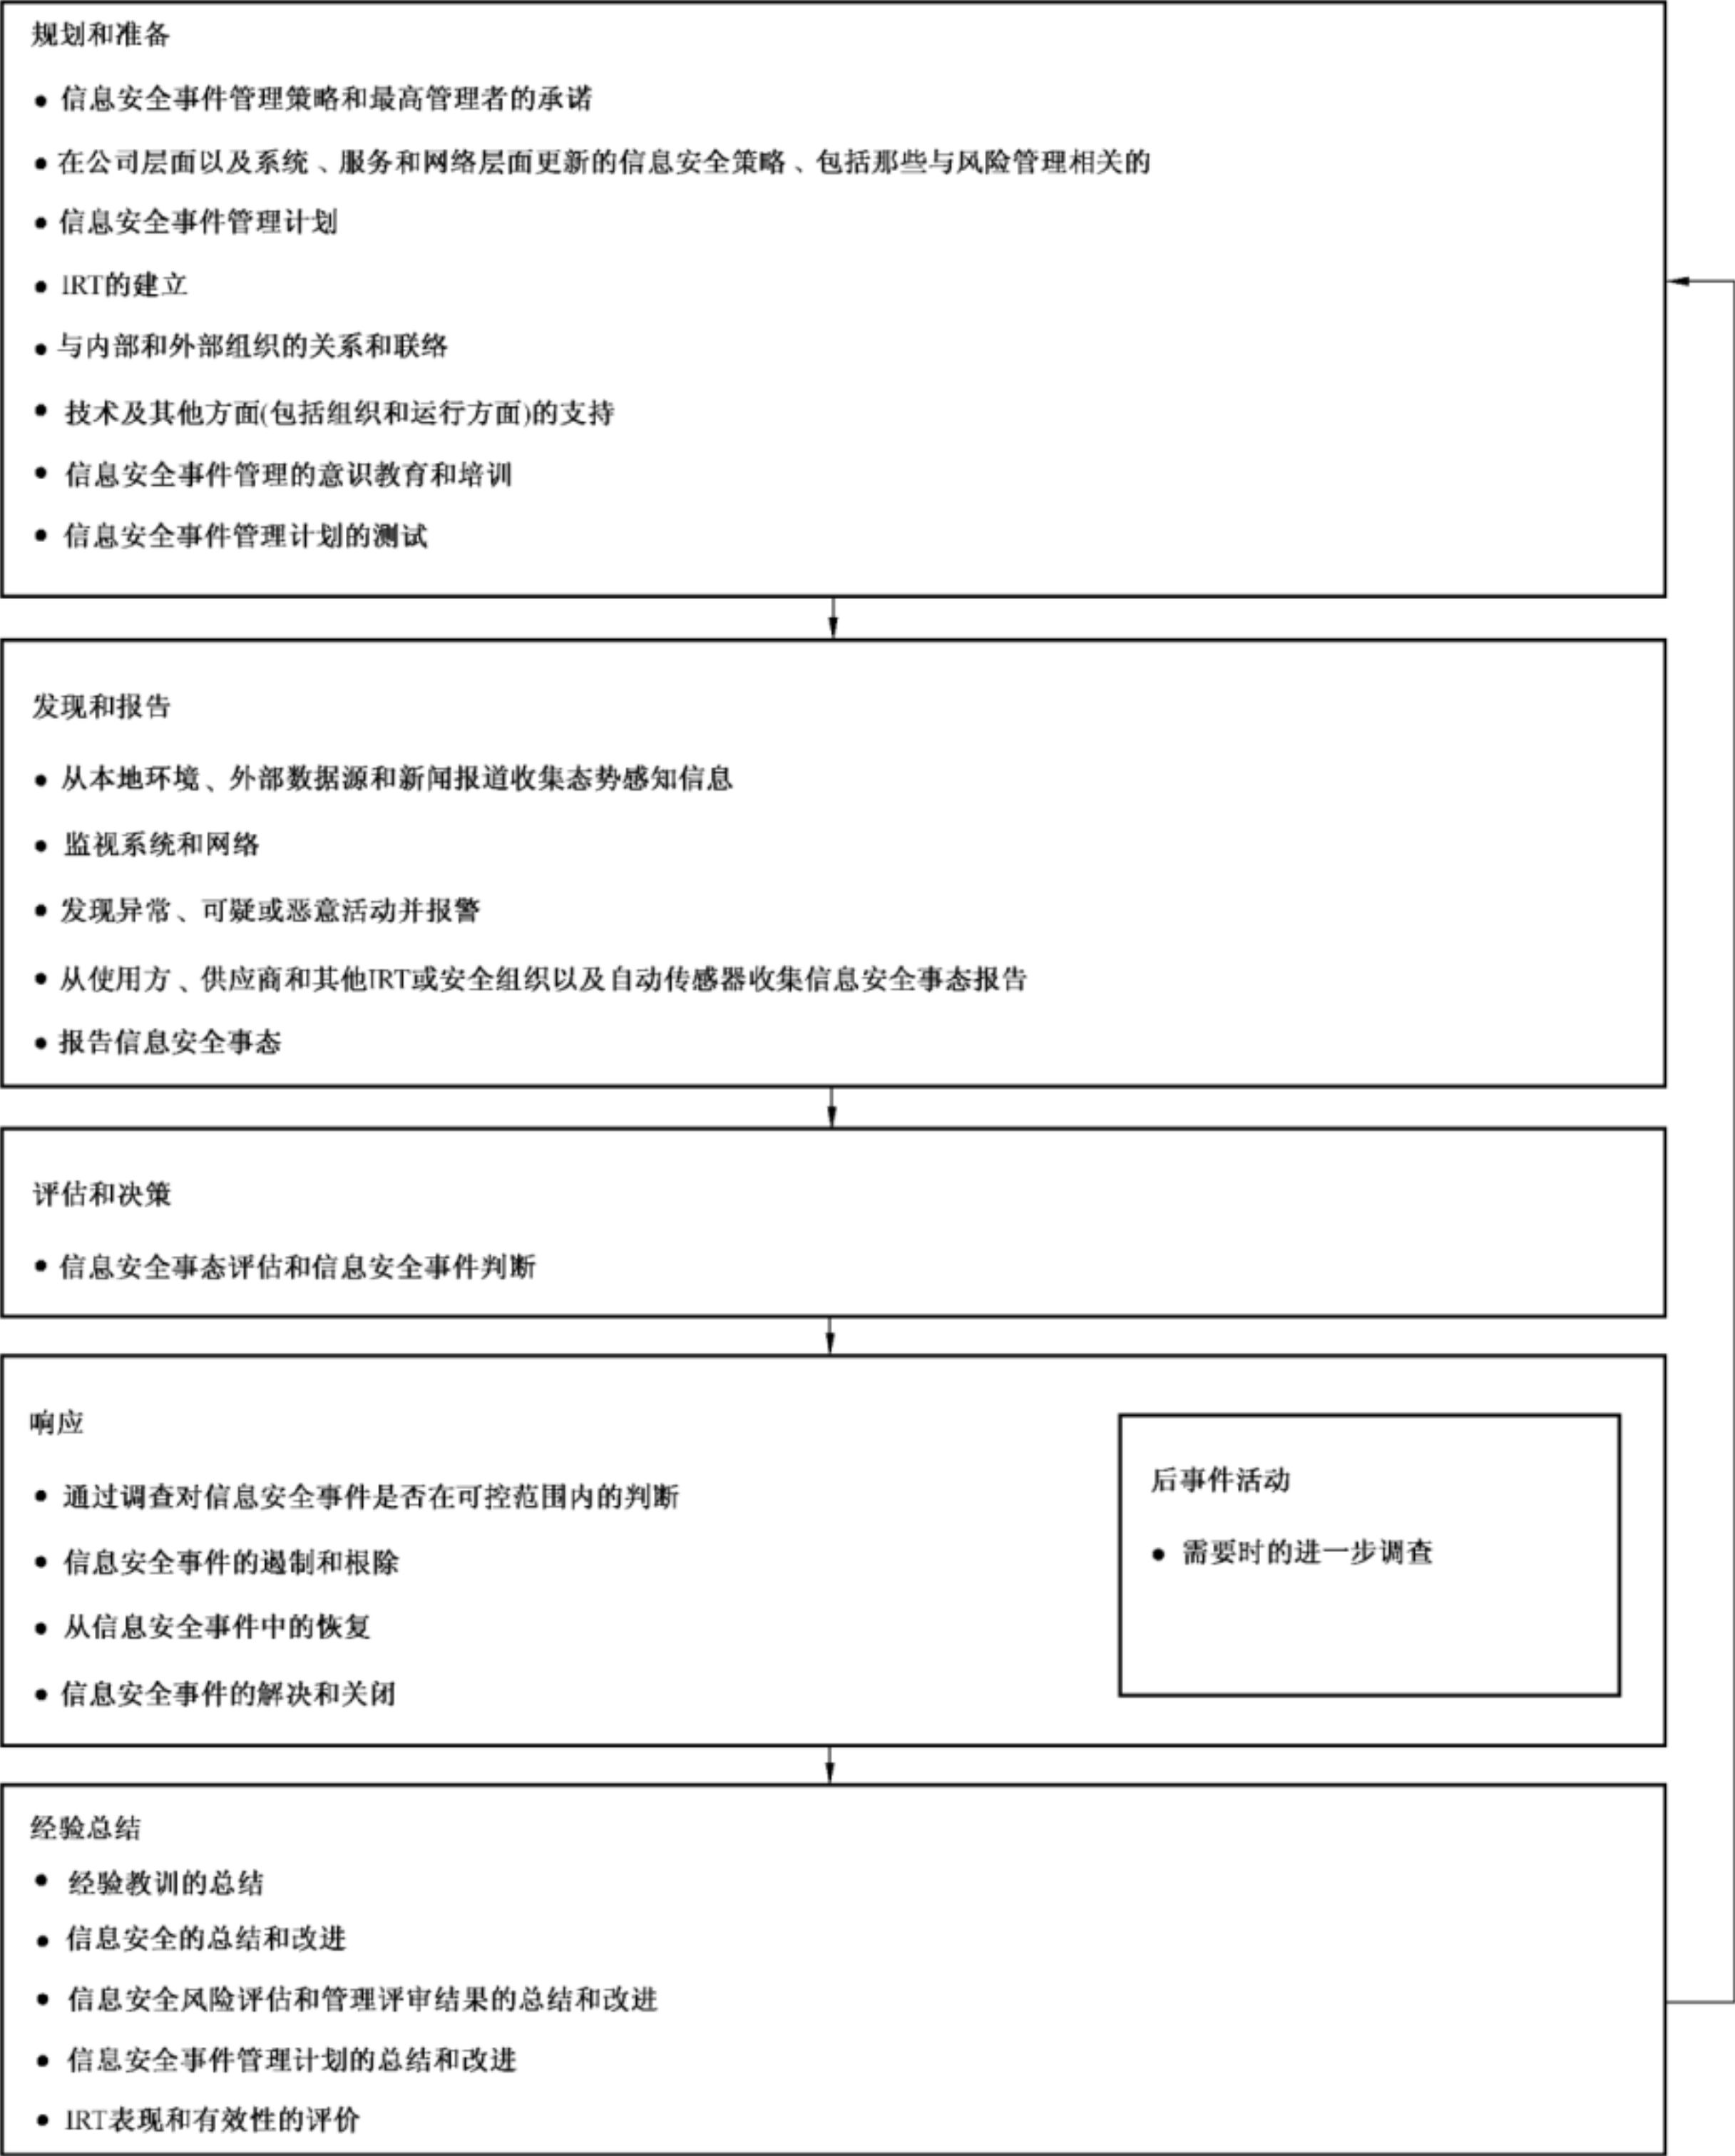 规划和准备
● 信息安全事件管理策略和最高管理者的承诺
● 在公司层面以及系统、服务和网络层面更新的信息安全策略、包括那些与风险管理相关的
● 信息安全事件管理计划
● IRT的建立
● 与内部和外部组织的关系和联络
● 技术及其他方面(包括组织和运行方面)的支持
● 信息安全事件管理的意识教育和培训
● 信息安全事件管理计划的测试
发现和报告
● 从本地环境、外部数据源和新闻报道收集态势感知信息
● 监视系统和网络
● 发现异常、可疑或恶意活动并报警
● 从使用方、供应商和其他IRT或安全组织以及自动传感器收集信息安全事态报告
● 报告信息安全事态
评估和决策
● 信息安全事态评估和信息安全事件判断
响应
● 通过调查对信息安全事件是否在可控范围内的判断
● 信息安全事件的遏制和根除
● 从信息安全事件中的恢复
● 信息安全事件的解决和关闭
后事件活动
● 需要时的进一步调查
经验总结
● 经验教训的总结
● 信息安全的总结和改进
● 信息安全风险评估和管理评审结果的总结和改进
● 信息安全事件管理计划的总结和改进
● IRT表现和有效性的评价